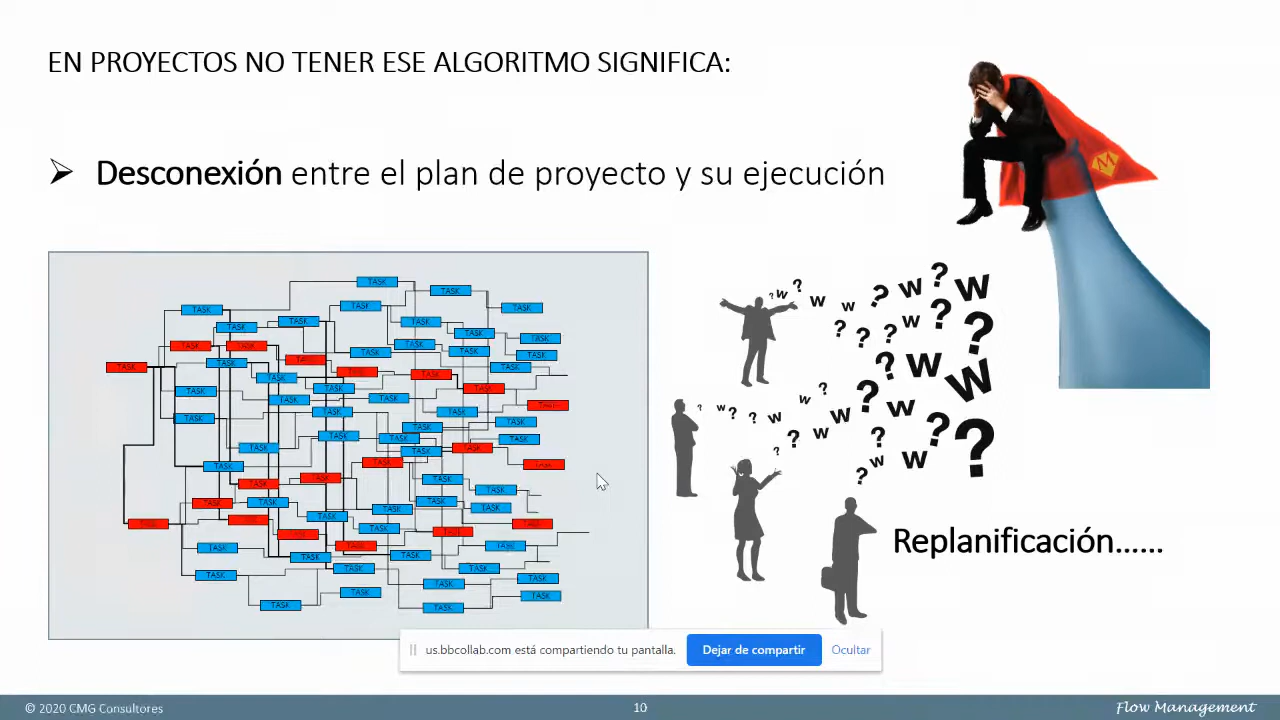 EN PROYECTOS NO TENER ESE ALGORITMO SIGNIFICA:
➢ Desconexión entre el plan de proyecto y su ejecución
M
TASK
? W ? W W ? W ? W
? ? ? W ? ?
? W W
? W ? ? W W ? W ? W
? W ? W ? ?
? W W
?
Replanificación......
us.bbcollab.com está compartiendo tu pantalla. Dejar de compartir Ocultar
© 2020 CMG Consultores 10 Flow Management